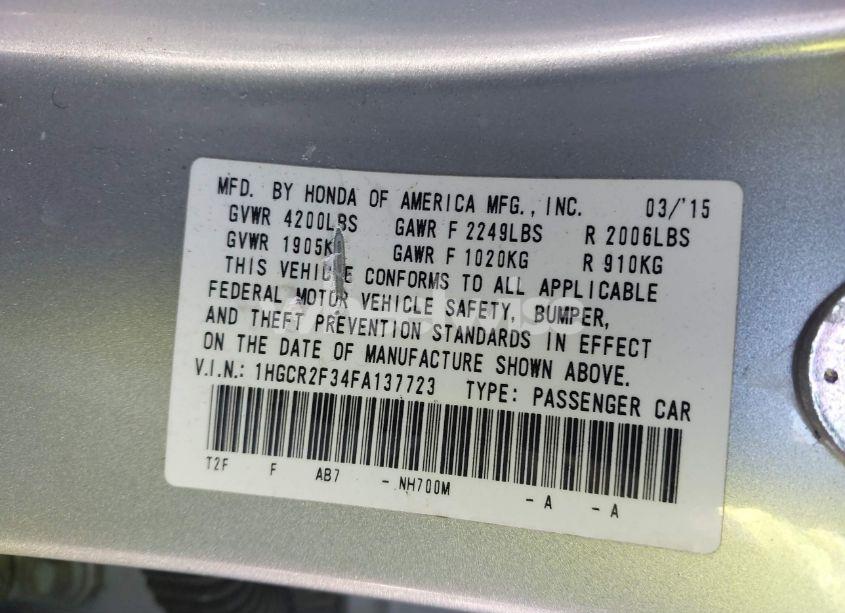 MFD. BY HONDA OF AMERICA MFG., INC. 03/'15
GVWR 4200LBS GAWR F 2249LBS R 2006LBS
GVWR 1905KG GAWR F 1020KG R 910KG
THIS VEHICLE CONFORMS TO ALL APPLICABLE
FEDERAL MOTOR VEHICLE SAFETY, BUMPER,
AND THEFT PREVENTION STANDARDS IN EFFECT
ON THE DATE OF MANUFACTURE SHOWN ABOVE.
V.I.N.: 1HGCR2F34FA137723 TYPE: PASSENGER CAR
T2F F AB7 - NH700M - A - A